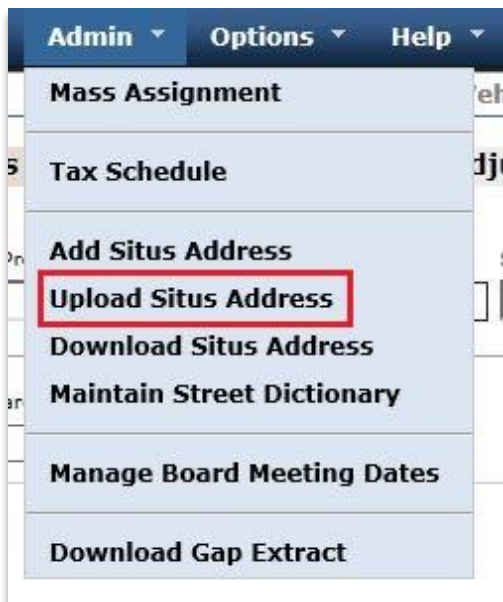 Admin Options Help
Mass Assignment
Tax Schedule
Add Situs Address
Upload Situs Address
Download Situs Address
Maintain Street Dictionary
Manage Board Meeting Dates
Download Gap Extract